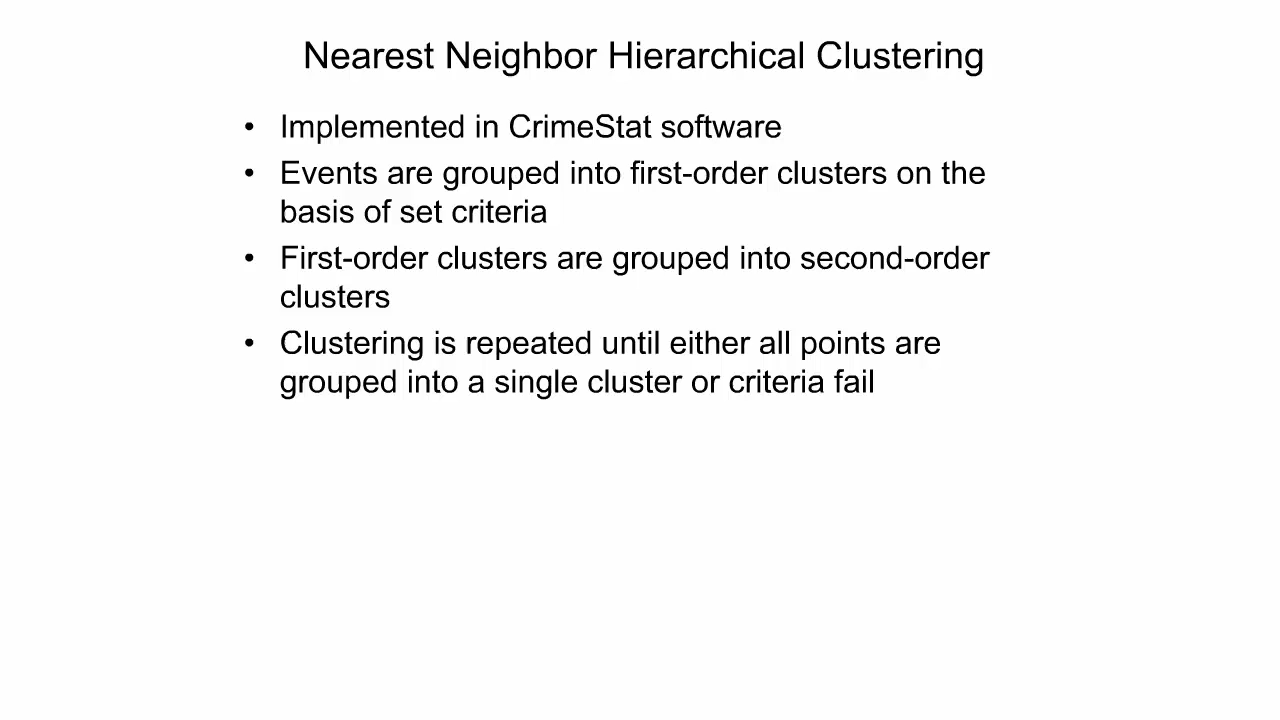 Nearest Neighbor Hierarchical Clustering
• Implemented in CrimeStat software
• Events are grouped into first-order clusters on the
basis of set criteria
• First-order clusters are grouped into second-order
clusters
• Clustering is repeated until either all points are
grouped into a single cluster or criteria fail